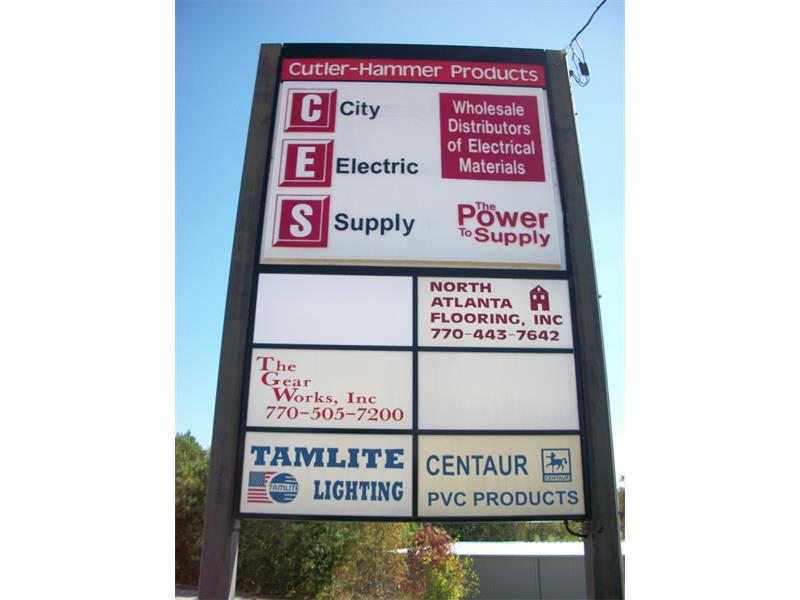 Cutler-Hammer Products
C City
E Electric
S Supply
Wholesale
Distributors
of Electrical
Materials
The
Power
To Supply
NORTH
ATLANTA
FLOORING, INC
770-443-7642
The
Gear
Works, Inc
770-505-7200
TAMLITE
TAMLITE LIGHTING
CENTAUR
CENTAUR
PVC PRODUCTS